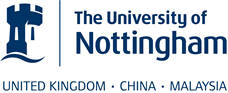 The University of
Nottingham
UNITED KINGDOM · CHINA · MALAYSIA